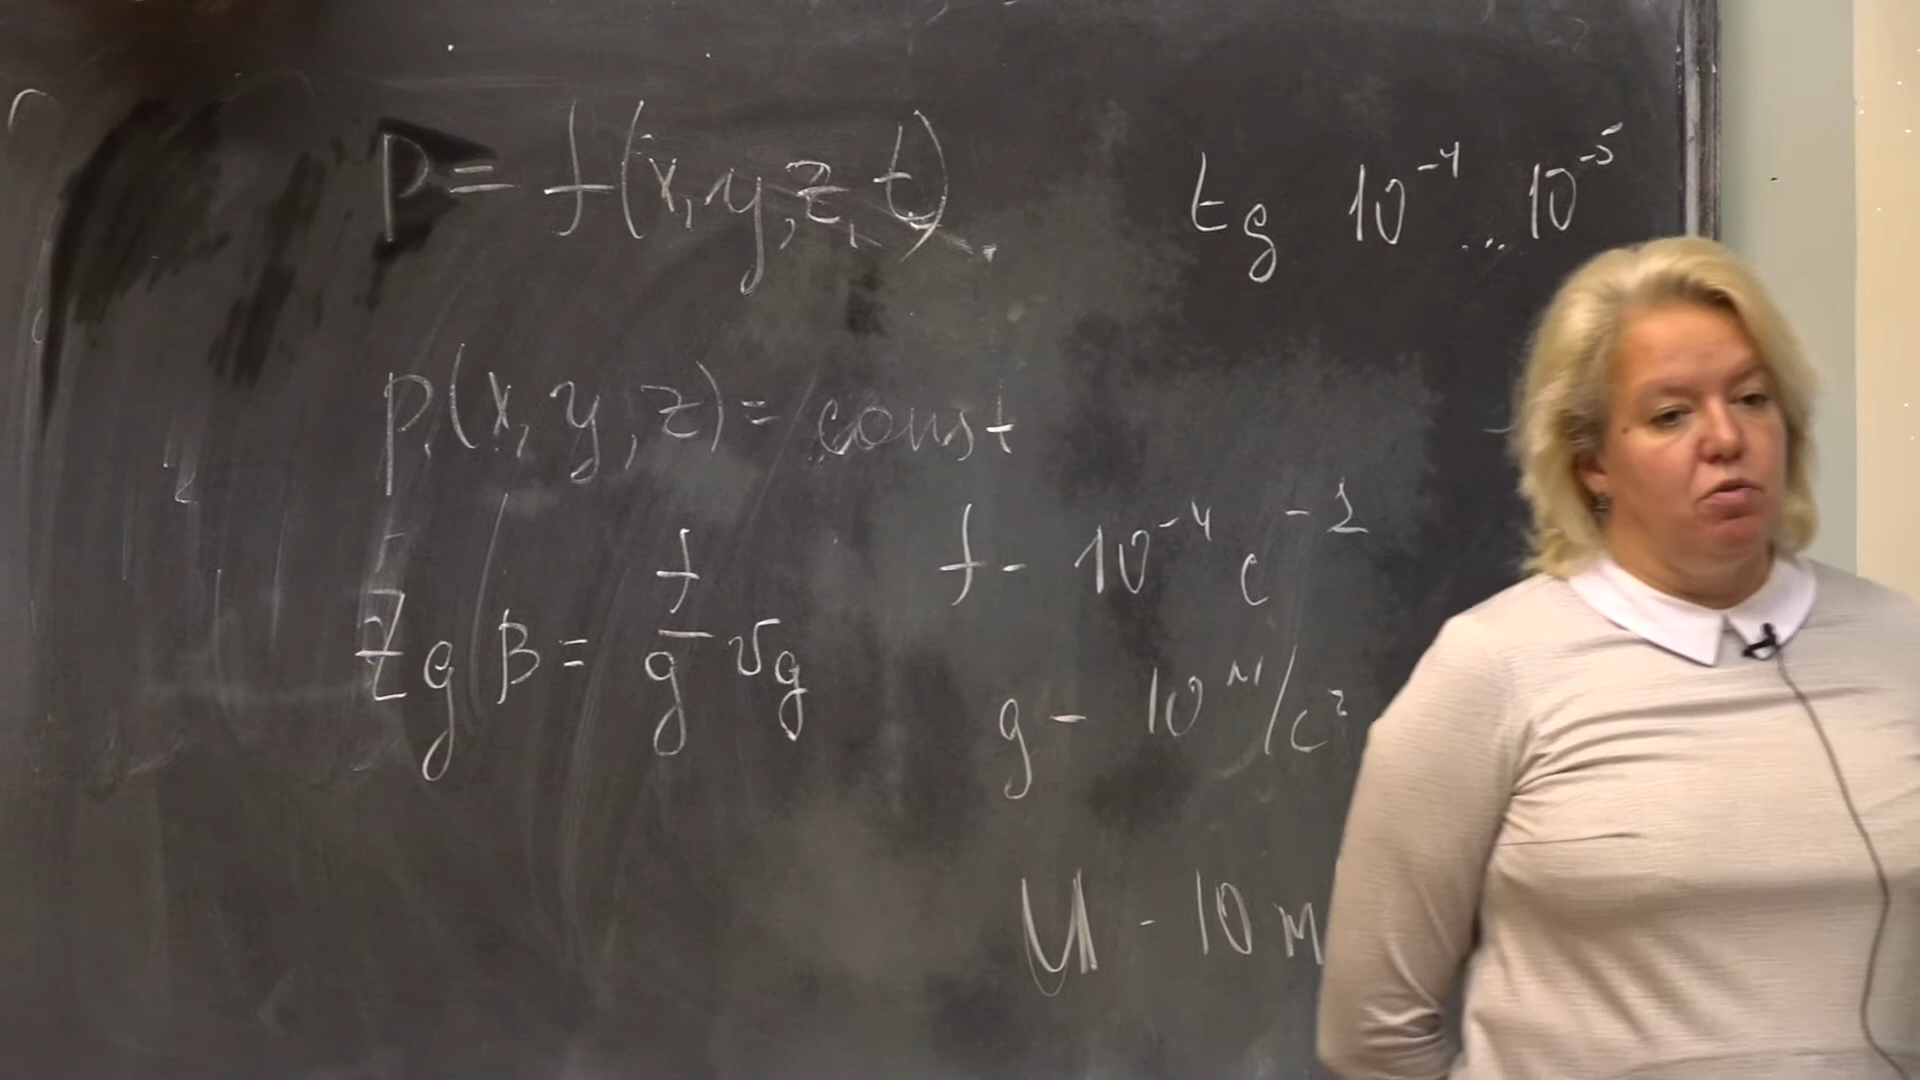 P = f(x, y, z, t)
tg 10⁻⁴ ... 10⁻⁵
p(x, y, z) = const
f - 10⁻⁴ c⁻¹
tg β = f/g vg
g - 10 м/c²
U - 10 м